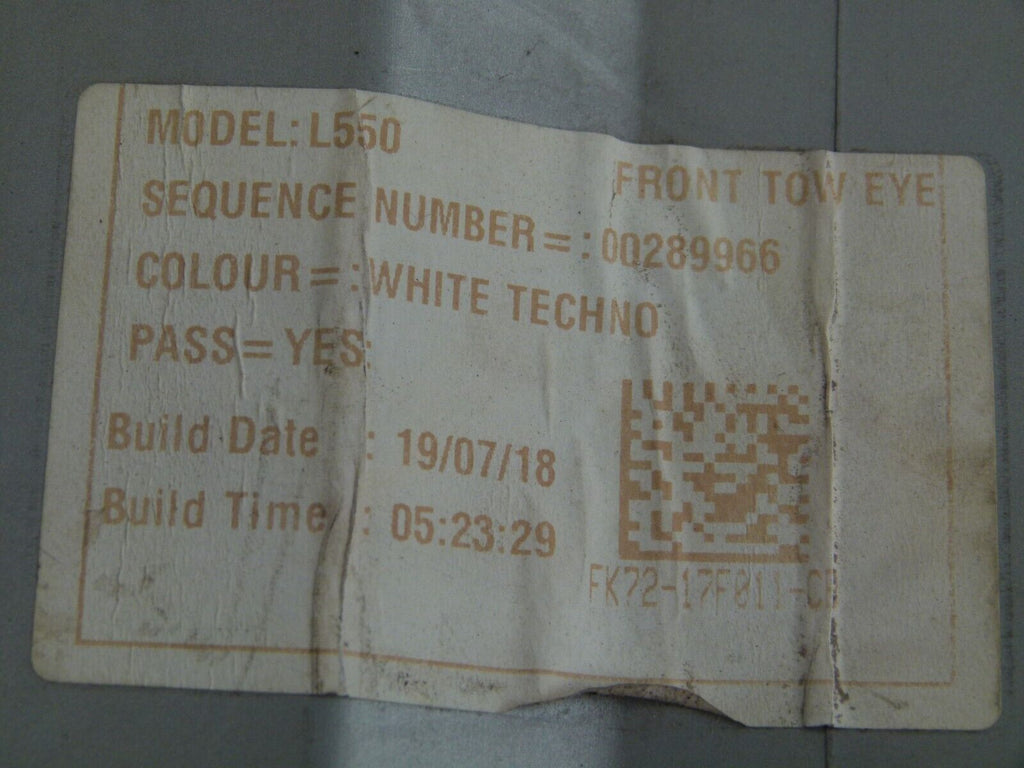 MODEL: L550
FRONT TOW EYE
SEQUENCE NUMBER = : 00289966
COLOUR = : WHITE TECHNO
PASS = YES:
Build Date : 19/07/18
Build Time : 05:23:29